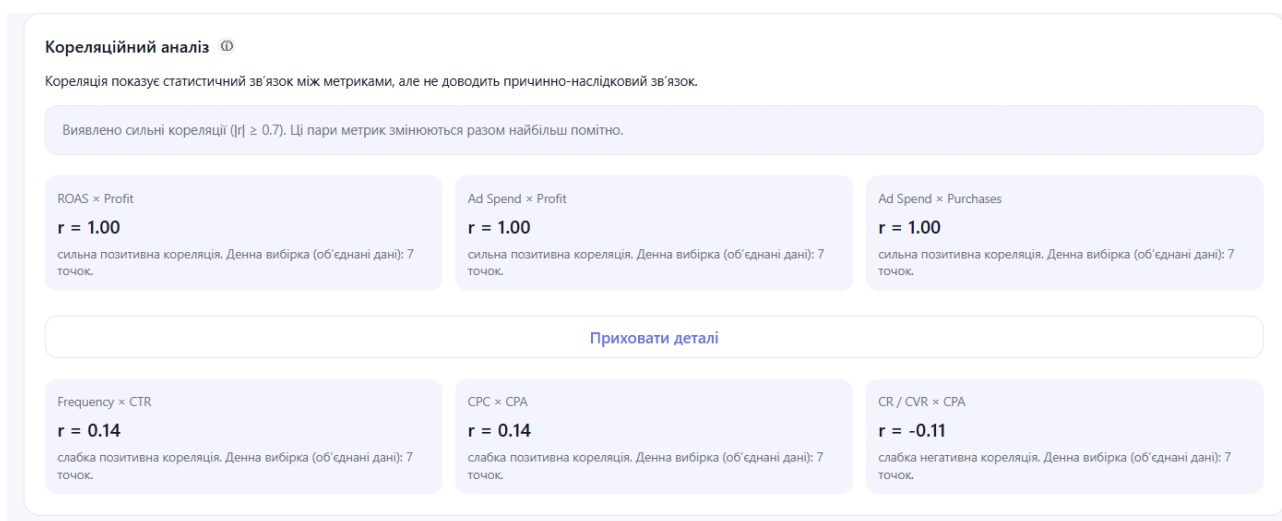 Кореляційний аналіз
Кореляція показує статистичний зв'язок між метриками, але не доводить причинно-наслідковий зв'язок.
Виявлено сильні кореляції (|r| ≥ 0.7). Ці пари метрик змінюються разом найбільш помітно.
ROAS × Profit
r = 1.00
сильна позитивна кореляція. Денна вибірка (об'єднані дані): 7
точок.
Ad Spend × Profit
r = 1.00
сильна позитивна кореляція. Денна вибірка (об'єднані дані): 7
точок.
Ad Spend × Purchases
r = 1.00
сильна позитивна кореляція. Денна вибірка (об'єднані дані): 7
точок.
Приховати деталі
Frequency × CTR
r = 0.14
слабка позитивна кореляція. Денна вибірка (об'єднані дані): 7
точок.
CPC × CPA
r = 0.14
слабка позитивна кореляція. Денна вибірка (об'єднані дані): 7
точок.
CR / CVR × CPA
r = -0.11
слабка негативна кореляція. Денна вибірка (об'єднані дані): 7
точок.